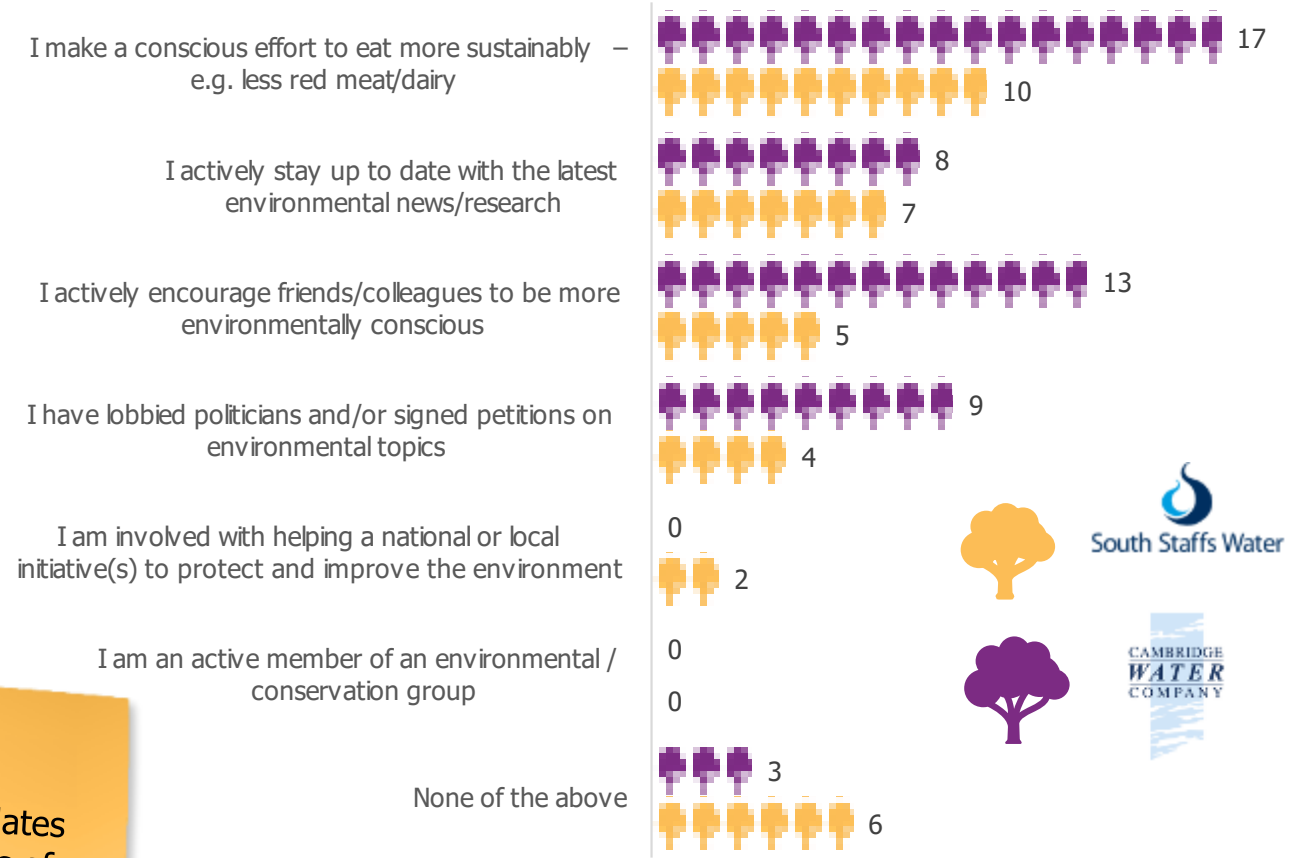 I make a conscious effort to eat more sustainably –
e.g. less red meat/dairy
17
10
I actively stay up to date with the latest
environmental news/research
8
7
I actively encourage friends/colleagues to be more
environmentally conscious
13
5
I have lobbied politicians and/or signed petitions on
environmental topics
9
4
I am involved with helping a national or local
initiative(s) to protect and improve the environment
0
2
South Staffs Water
I am an active member of an environmental /
conservation group
0
0
CAMBRIDGE
WATER
COMPANY
None of the above
3
6